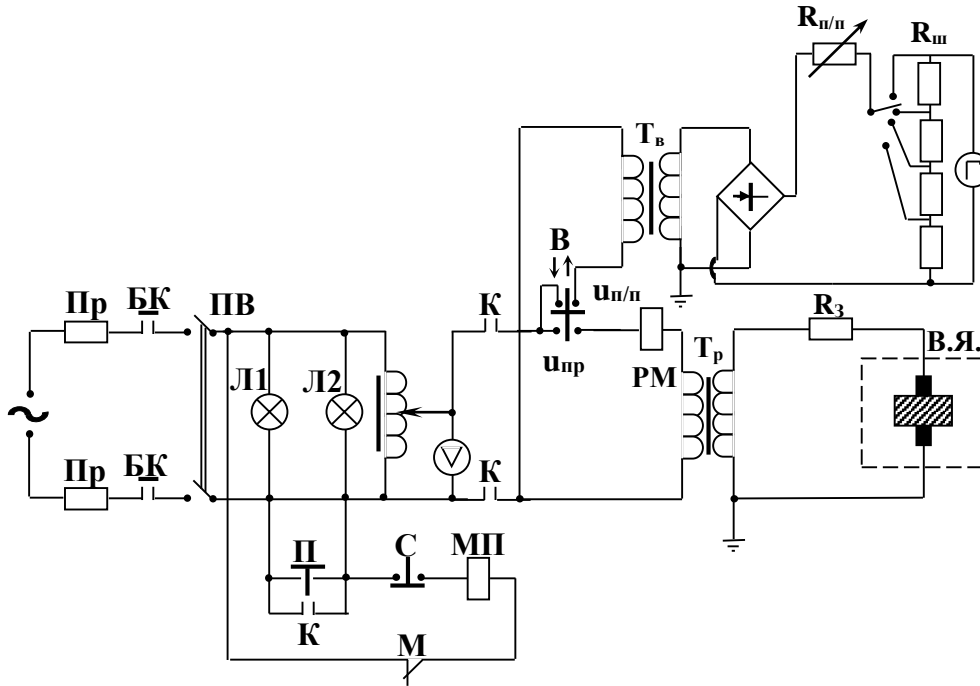 Rп/п
Rш
Тв
В
uп/п
Пр
БК
ПВ
К
uпр
РМ
Тр
RЗ
В.Я.
Л1
Л2
V
Пр
БК
К
П
С
МП
К
М